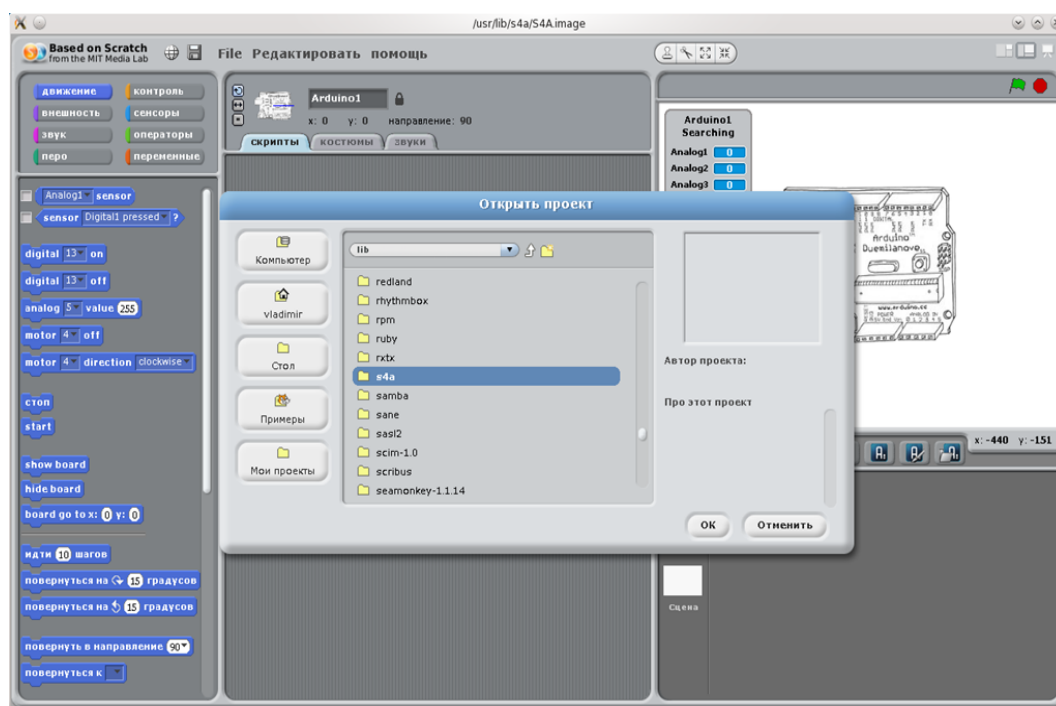 /usr/lib/s4a/S4A.image
Based on Scratch
from the MIT Media Lab
File Редактировать помощь
движение
контроль
внешность
сенсоры
звук
операторы
перо
переменные
Analog1 sensor
sensor Digital1 pressed ?
digital 13 on
digital 13 off
analog 5 value 255
motor 4 off
motor 4 direction clockwise
стоп
start
show board
hide board
board go to x: 0 y: 0
идти 10 шагов
повернуться на 15 градусов
повернуться на 15 градусов
повернуть в направление 90
повернуться к
Arduino1
x: 0 y: 0 направление: 90
скрипты
костюмы
звуки
Arduino1
Searching
Analog1 0
Analog2 0
Analog3 0
Arduino
Duemilanove
Открыть проект
Компьютер
vladimir
Стол
Примеры
Мои проекты
lib
redland
rhythmbox
rpm
ruby
rxtx
s4a
samba
sane
sasl2
scim-1.0
scribus
seamonkey-1.1.14
Автор проекта:
Про этот проект
OK
Отменить
x: -440 y: -151
Сцена